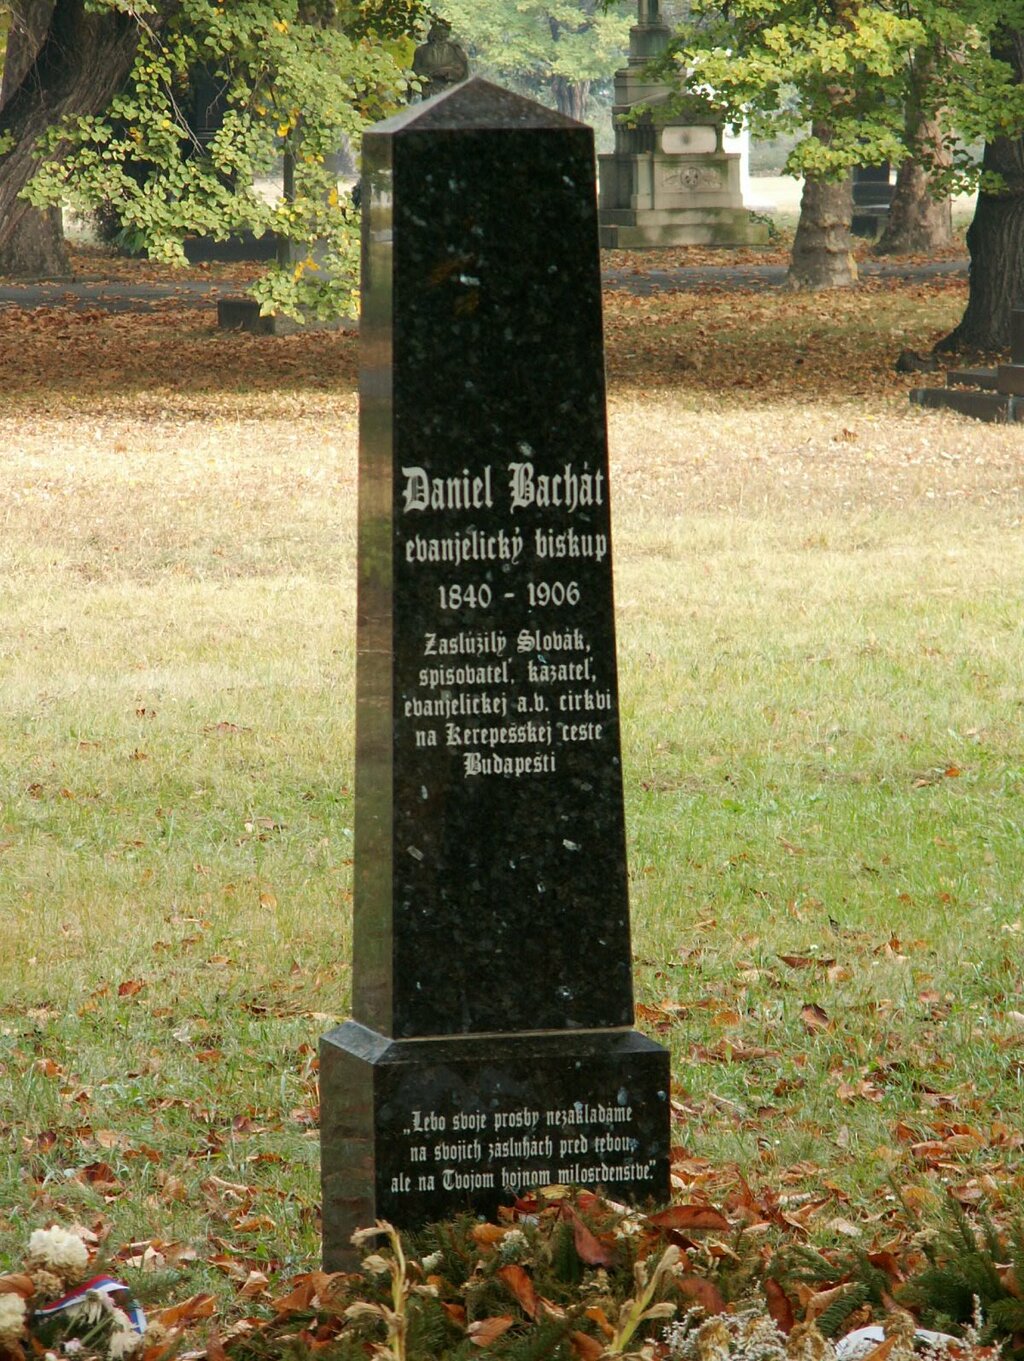 Daniel Bachát
evanjelický biskup
1840 - 1906
Zaslúžilý Slovák,
spisovateľ, kazateľ,
evanjelickej a.v. cirkvi
na Kerepešskej ceste
Budapešti
„Lebo svoje prosby nezakladáme
na svojich zásluhách pred tebou,
ale na Tvojom hojnom milosrdenstve."